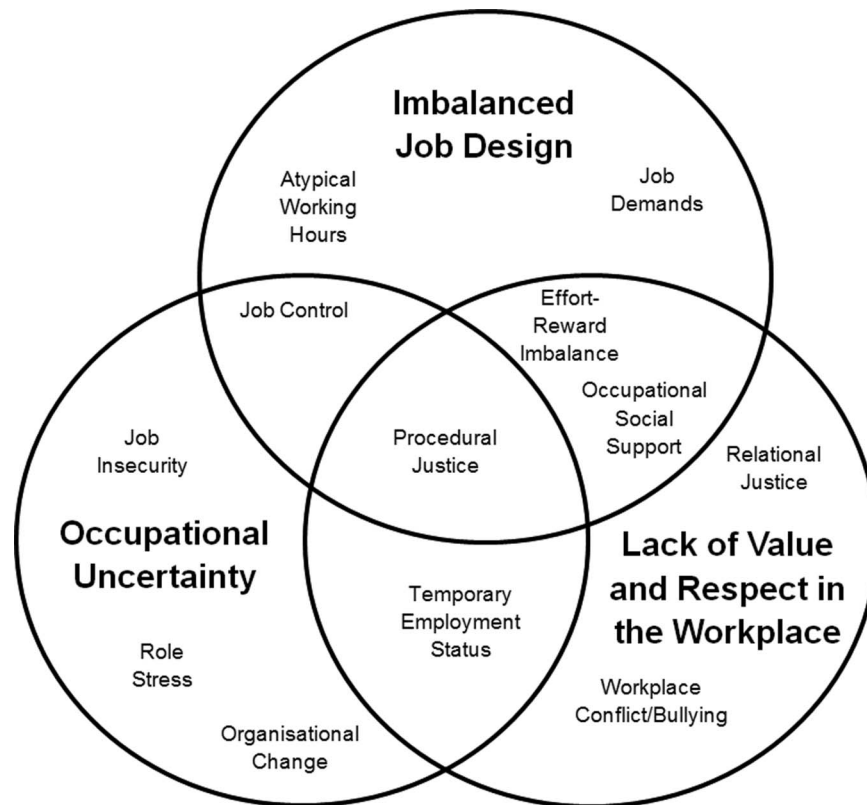 Imbalanced
Job Design
Atypical
Working
Hours
Job
Demands
Job Control
Effort-
Reward
Imbalance
Occupational
Social
Support
Procedural
Justice
Job
Insecurity
Relational
Justice
Occupational
Uncertainty
Lack of Value
and Respect in
the Workplace
Temporary
Employment
Status
Role
Stress
Workplace
Conflict/Bullying
Organisational
Change